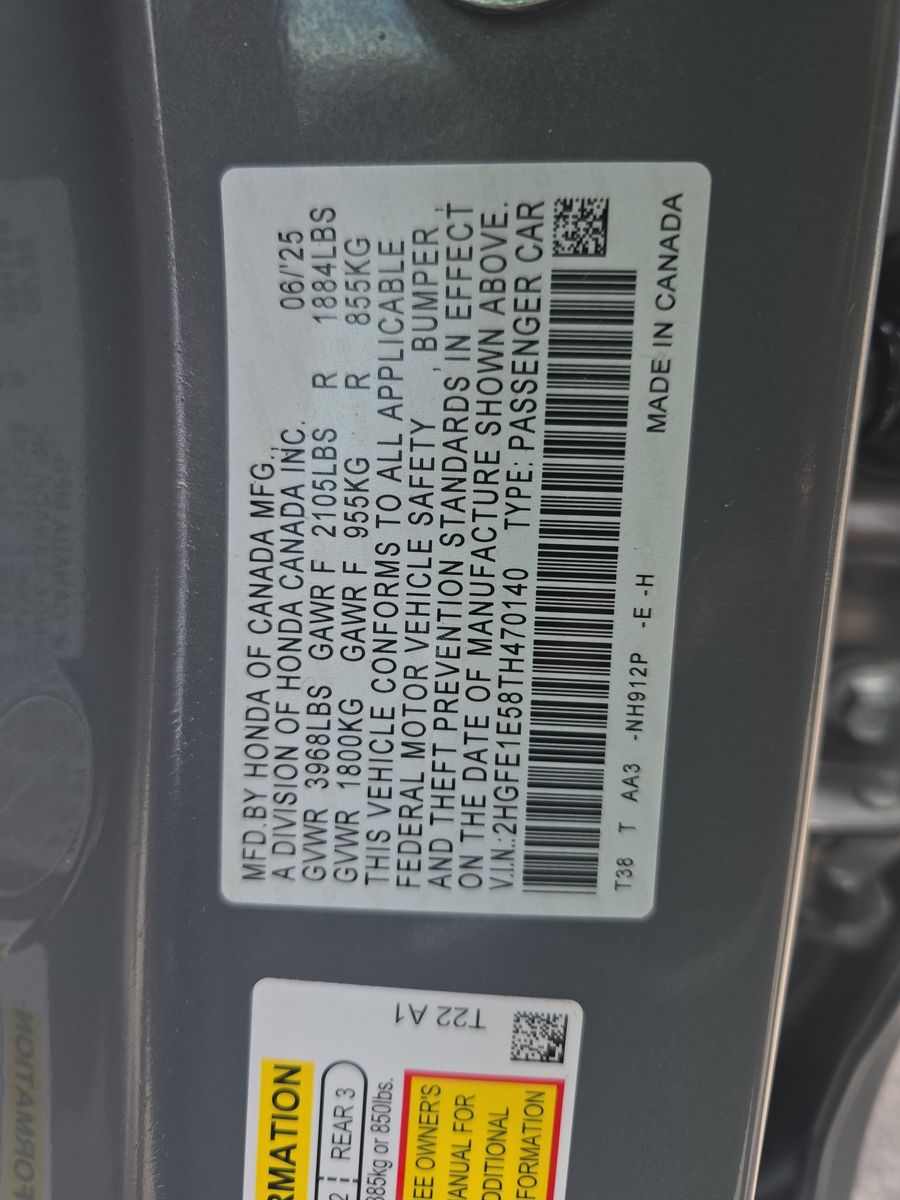 MFD.BY HONDA OF CANADA MFG.,
A DIVISION OF HONDA CANADA INC. 06/'25
GVWR 3968LBS GAWR F 2105LBS R 1884LBS
GVWR 1800KG GAWR F 955KG R 855KG
THIS VEHICLE CONFORMS TO ALL APPLICABLE
FEDERAL MOTOR VEHICLE SAFETY, BUMPER,
AND THEFT PREVENTION STANDARDS IN EFFECT
ON THE DATE OF MANUFACTURE SHOWN ABOVE.
V.I.N.:2HGFE1E58TH470140 TYPE: PASSENGER CAR
T38 T AA3 -NH912P -E -H MADE IN CANADA
T22 A1
RMATION
2 REAR 3
385kg or 850lbs.
EE OWNER'S
MANUAL FOR
DDITIONAL
FORMATION